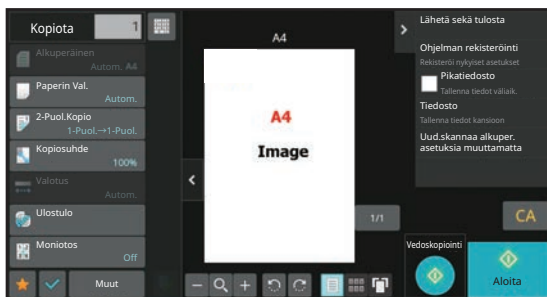 Kopiota
1
Alkuperäinen
Autom. A4
Paperin Val.
Autom.
2-Puol.Kopio
1-Puol.→1-Puol.
Kopiosuhde
100%
Valotus
Autom.
Ulostulo
Moniotos
Off
Muut
A4
A4
Image
1/1
Lähetä sekä tulosta
Ohjelman rekisteröinti
Rekisteröi nykyiset asetukset
Pikatiedosto
Tallenna tiedot väliaik.
Tiedosto
Tallenna tiedot kansioon
Uud.skannaa alkuper.
asetuksia muuttamatta
CA
Vedoskopiointi
Aloita